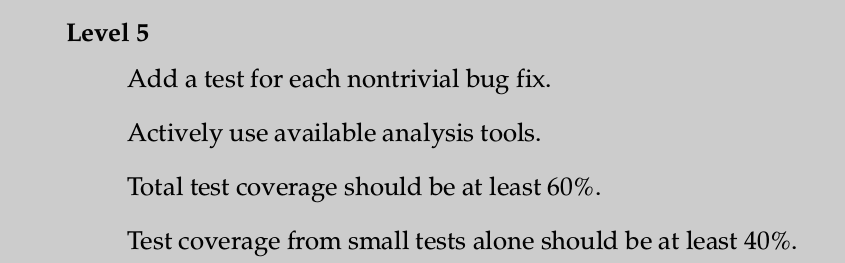 Level 5
Add a test for each nontrivial bug fix.
Actively use available analysis tools.
Total test coverage should be at least 60%.
Test coverage from small tests alone should be at least 40%.